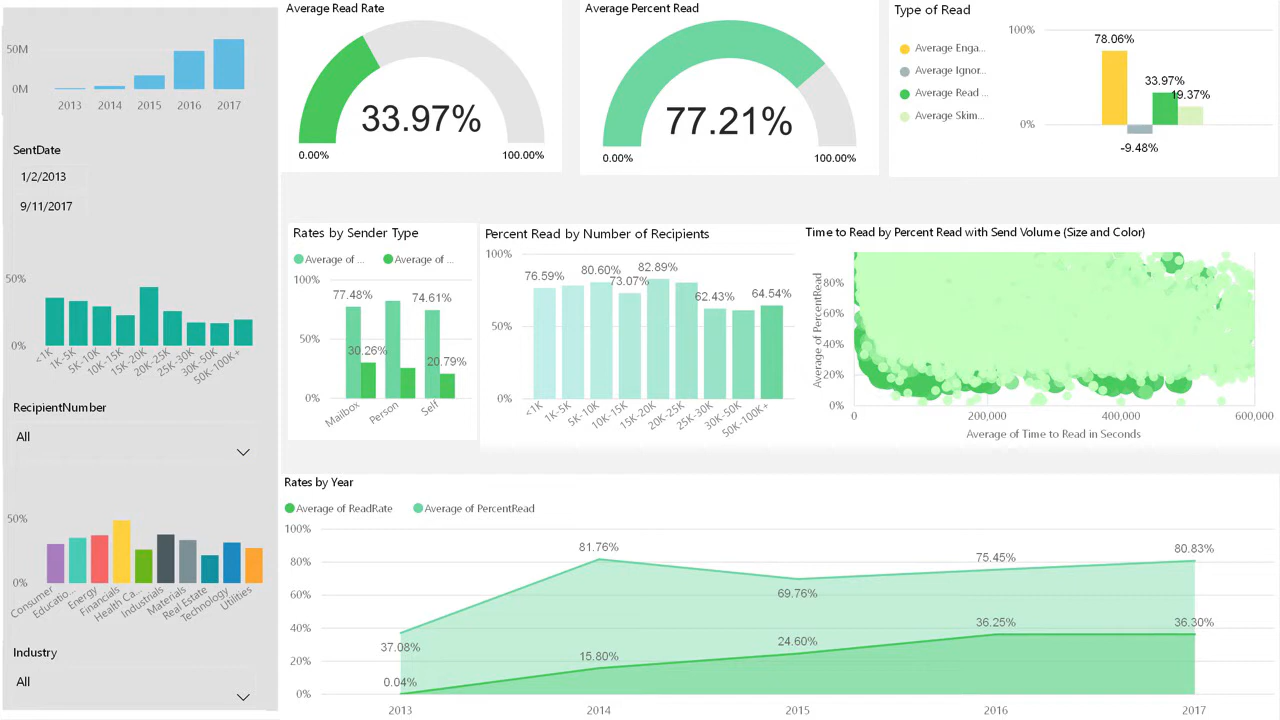 50M
0M
2013 2014 2015 2016 2017
SentDate
1/2/2013
9/11/2017
50%
0%
<1K 1K-5K 5K-10K 10K-15K 15K-20K 20K-25K 25K-30K 30K-50K 50K-100K+
RecipientNumber
All
50%
0%
Consumer Educatio... Energy Financials Health Ca... Industrials Materials Real Estate Technology Utilities
Industry
All
Average Read Rate
33.97%
0.00% 100.00%
Average Percent Read
77.21%
0.00% 100.00%
Type of Read
Average Enga...
Average Ignor...
Average Read ...
Average Skim...
100%
0%
78.06%
-9.48%
33.97%
19.37%
Rates by Sender Type
Average of ... Average of ...
100%
50%
0%
77.48%
30.26%
74.61%
20.79%
Mailbox Person Self
Percent Read by Number of Recipients
100%
50%
0%
76.59% 80.60% 73.07% 82.89% 62.43% 64.54%
<1K 1K-5K 5K-10K 10K-15K 15K-20K 20K-25K 25K-30K 30K-50K 50K-100K+
Time to Read by Percent Read with Send Volume (Size and Color)
Average of PercentRead
80%
60%
40%
20%
0%
0 200,000 400,000 600,000
Average of Time to Read in Seconds
Rates by Year
Average of ReadRate Average of PercentRead
100%
80%
60%
40%
20%
0%
37.08% 81.76% 69.76% 75.45% 80.83%
0.04% 15.80% 24.60% 36.25% 36.30%
2013 2014 2015 2016 2017